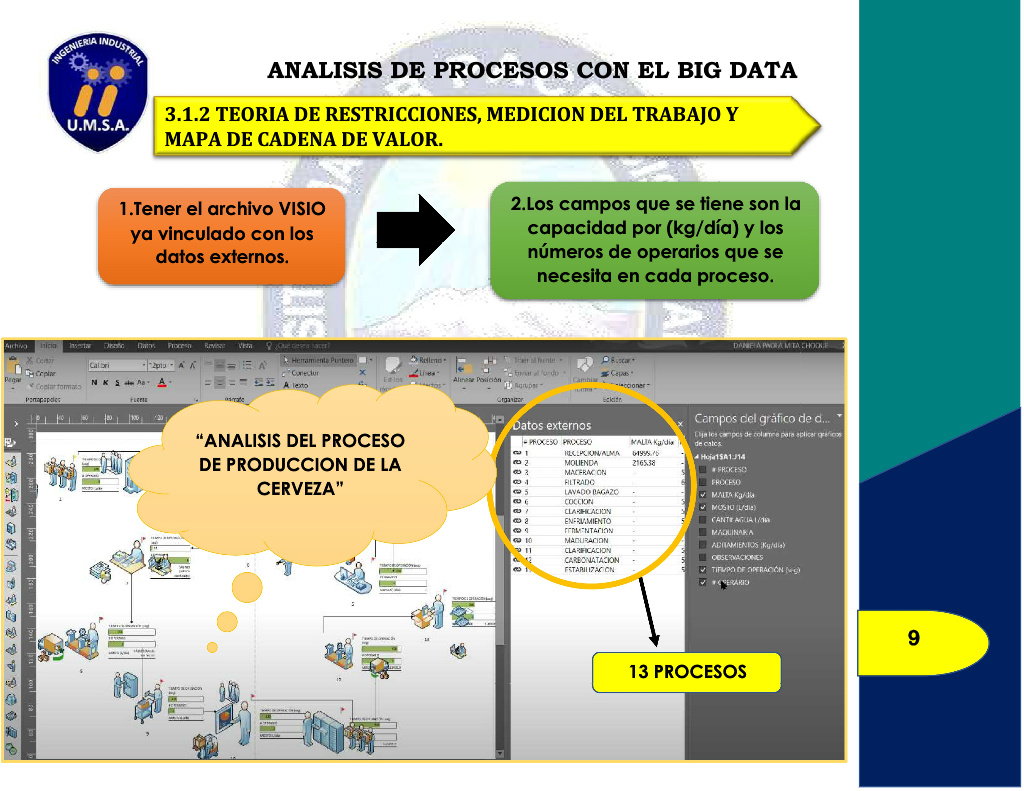 INGENIERIA INDUSTRIAL
U.M.S.A.
ANALISIS DE PROCESOS CON EL BIG DATA
3.1.2 TEORIA DE RESTRICCIONES, MEDICION DEL TRABAJO Y
MAPA DE CADENA DE VALOR.
1.Tener el archivo VISIO
ya vinculado con los
datos externos.
2.Los campos que se tiene son la
capacidad por (kg/día) y los
números de operarios que se
necesita en cada proceso.
Archivo Inicio Insertar Diseño Datos Proceso Revisar Vista ¿Qué desea hacer?
DANIELA PAOLA MITA CHOQUE
Cortar
Copiar
Copiar formato
Pegar
Portapapeles
Calibri 12pto
N K S abc Aa A
Fuente
Párrafo
Herramienta Puntero
Conector
A Texto
Relleno
Línea
Alinear Posición
Traer al frente
Enviar al fondo
Agrupar
Organizar
Cambiar
Buscar
Capas
Seleccionar
Edición
“ANALISIS DEL PROCESO
DE PRODUCCION DE LA
CERVEZA”
Datos externos
# PROCESO PROCESO MALTA Kg/día
1 RECEPCION/ALMA 64995.76
2 MOLIENDA 2165.38
3 MACERACION
4 FILTRADO
5 LAVADO BAGAZO
6 COCCION
7 CLARIFICACION
8 ENFRIAMIENTO
9 FERMENTACION
10 MADURACION
11 CLARIFICACION
CARBONATACION
ESTABILIZACION
Campos del gráfico de d...
Elija los campos de columna para aplicar gráficos
de datos.
Hoja1$A1:J14
# PROCESO
PROCESO
MALTA Kg/día
MOSTO (L/día)
CANTIF AGUA L/día
MAQUINARIA
ADITAMIENTOS (Kg/día)
OBSERVACIONES
TIEMPO DE OPERACIÓN (seg)
# OPERARIO
13 PROCESOS
9